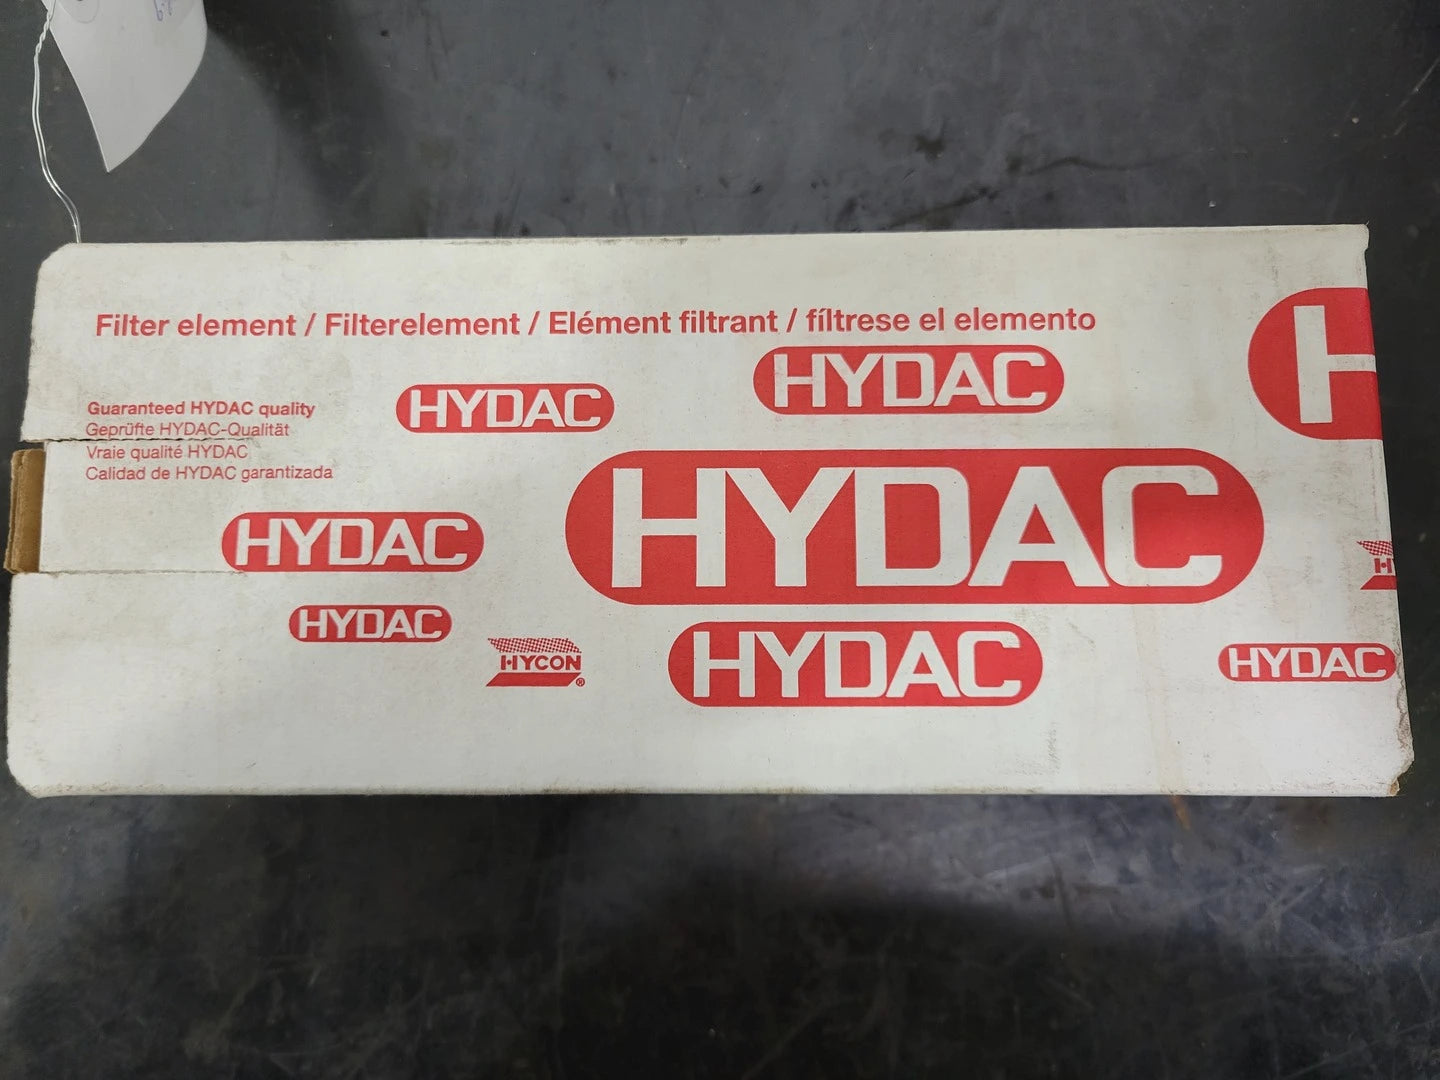 Filter element / Filterelement / Elément filtrant / fíltrese el elemento
HYDAC
HYDAC
Guaranteed HYDAC quality
Geprüfte HYDAC-Qualität
Vraie qualité HYDAC
Calidad de HYDAC garantizada
H
HYDAC
HYDAC
H
HYDAC
HYCON®
HYDAC
HYDAC